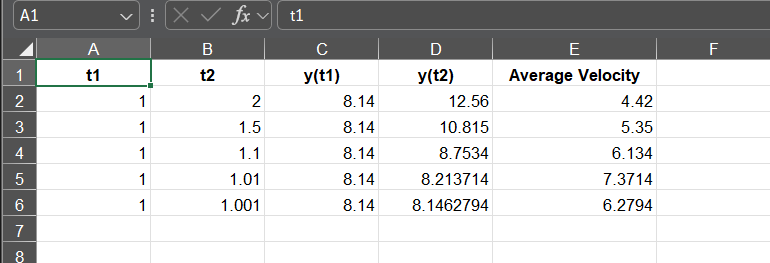 A1 fx t1
A B C D E F
1 t1 t2 y(t1) y(t2) Average Velocity
2 1 2 8.14 12.56 4.42
3 1 1.5 8.14 10.815 5.35
4 1 1.1 8.14 8.7534 6.134
5 1 1.01 8.14 8.213714 7.3714
6 1 1.001 8.14 8.1462794 6.2794
7
8